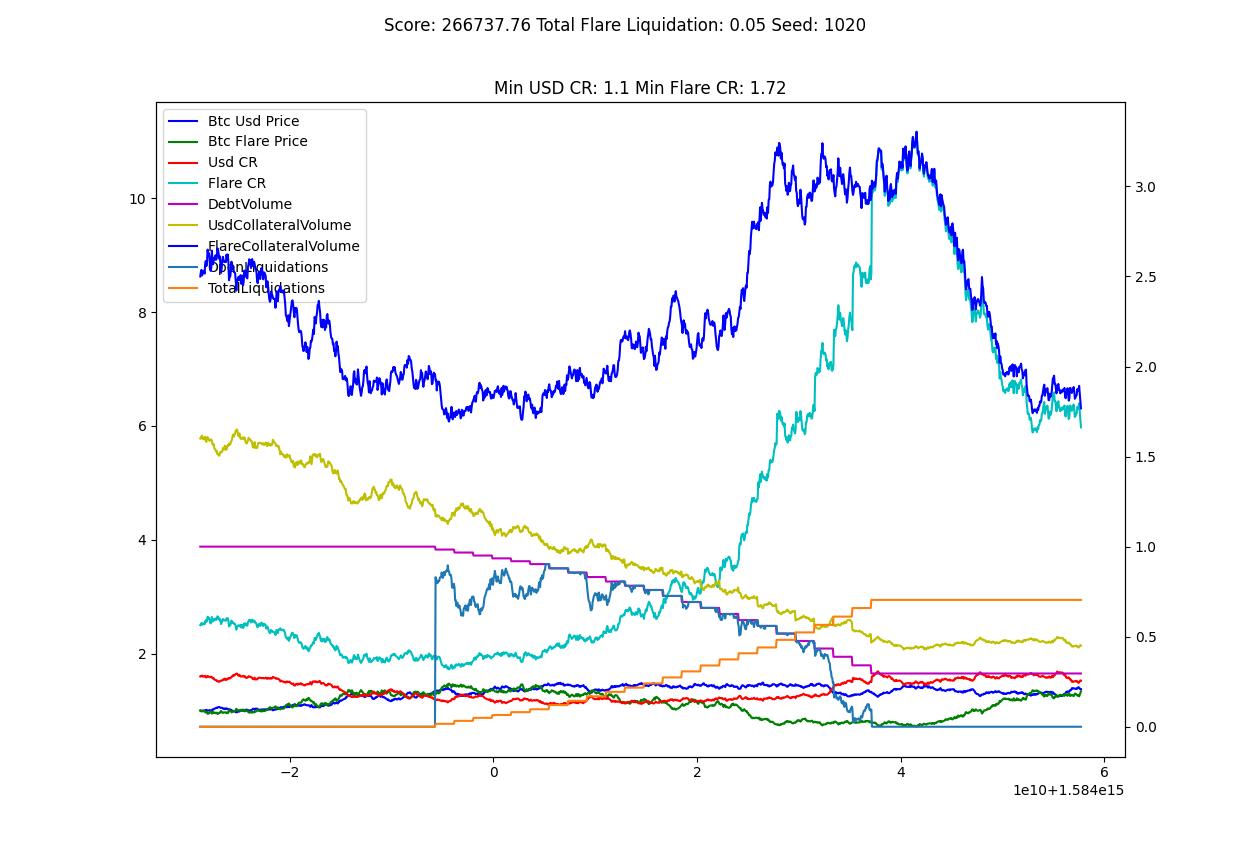 Score: 266737.76 Total Flare Liquidation: 0.05 Seed: 1020
Min USD CR: 1.1 Min Flare CR: 1.72
Btc Usd Price
Btc Flare Price
Usd CR
Flare CR
DebtVolume
UsdCollateralVolume
FlareCollateralVolume
OpenLiquidations
TotalLiquidations
10
8
6
4
2
3.0
2.5
2.0
1.5
1.0
0.5
0.0
−2
0
2
4
6
1e10+1.584e15